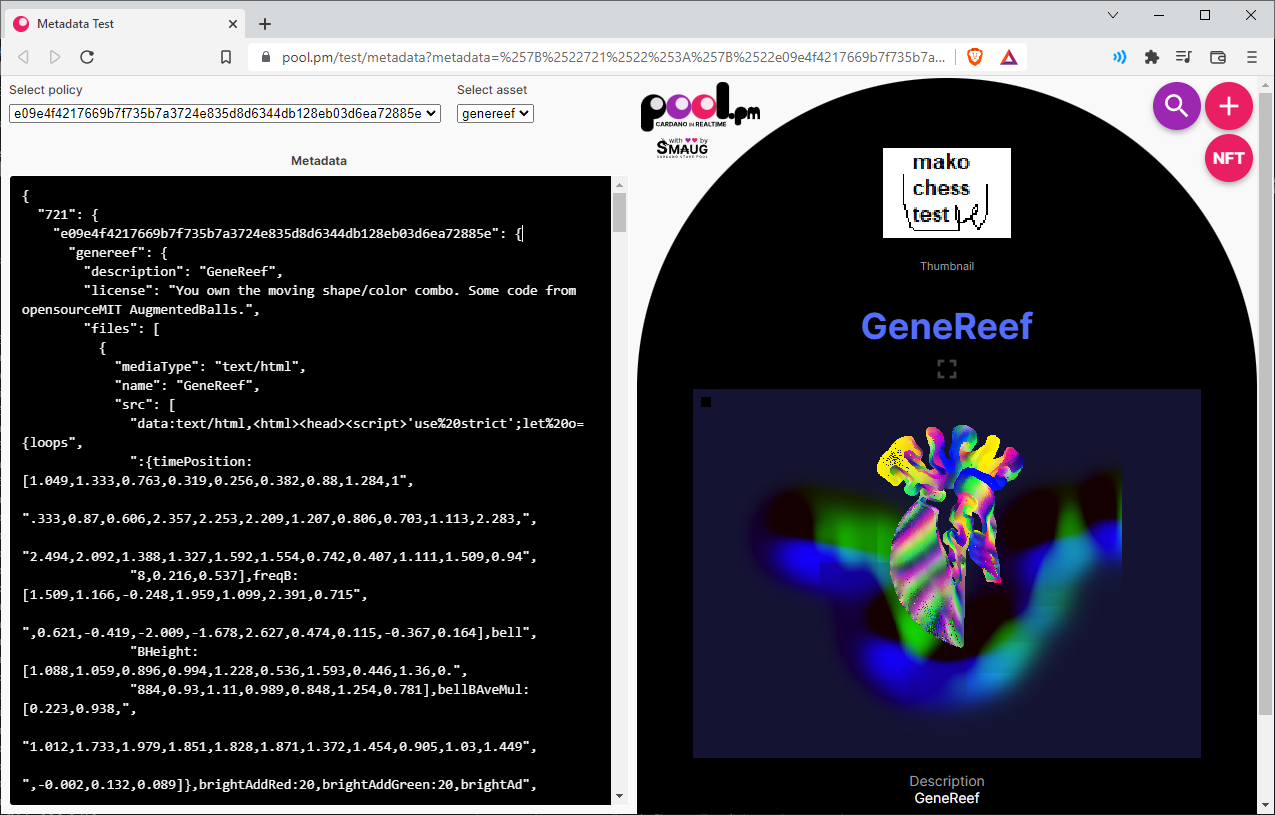 Metadata Test
pool.pm/test/metadata?metadata=%257B%2522721%2522%253A%257B%2522e09e4f4217669b7f735b7a...
Select policy
Select asset
e09e4f4217669b7f735b7a3724e835d8d6344db128eb03d6ea72885e
genereef
Metadata
{
"721": {
"e09e4f4217669b7f735b7a3724e835d8d6344db128eb03d6ea72885e": {
"genereef": {
"description": "GeneReef",
"license": "You own the moving shape/color combo. Some code from
opensourceMIT AugmentedBalls.",
"files": [
{
"mediaType": "text/html",
"name": "GeneReef",
"src": [
"data:text/html,<html><head><script>'use%20strict';let%20o=
{loops",
":{timePosition:
[1.049,1.333,0.763,0.319,0.256,0.382,0.88,1.284,1",
".333,0.87,0.606,2.357,2.253,2.209,1.207,0.806,0.703,1.113,2.283,",
"2.494,2.092,1.388,1.327,1.592,1.554,0.742,0.407,1.111,1.509,0.94",
"8,0.216,0.537],freqB:
[1.509,1.166,-0.248,1.959,1.099,2.391,0.715",
",0.621,-0.419,-2.009,-1.678,2.627,0.474,0.115,-0.367,0.164],bell",
"BHeight:
[1.088,1.059,0.896,0.994,1.228,0.536,1.593,0.446,1.36,0.",
"884,0.93,1.11,0.989,0.848,1.254,0.781],bellBAveMul:
[0.223,0.938,",
"1.012,1.733,1.979,1.851,1.828,1.871,1.372,1.454,0.905,1.03,1.449",
",-0.002,0.132,0.089]},brightAddRed:20,brightAddGreen:20,brightAd",
pool.pm
CARDANO IN REALTIME
with by
SMAUG
CARDANO STAKE POOL
NFT
mako
chess
test
Thumbnail
GeneReef
Description
GeneReef